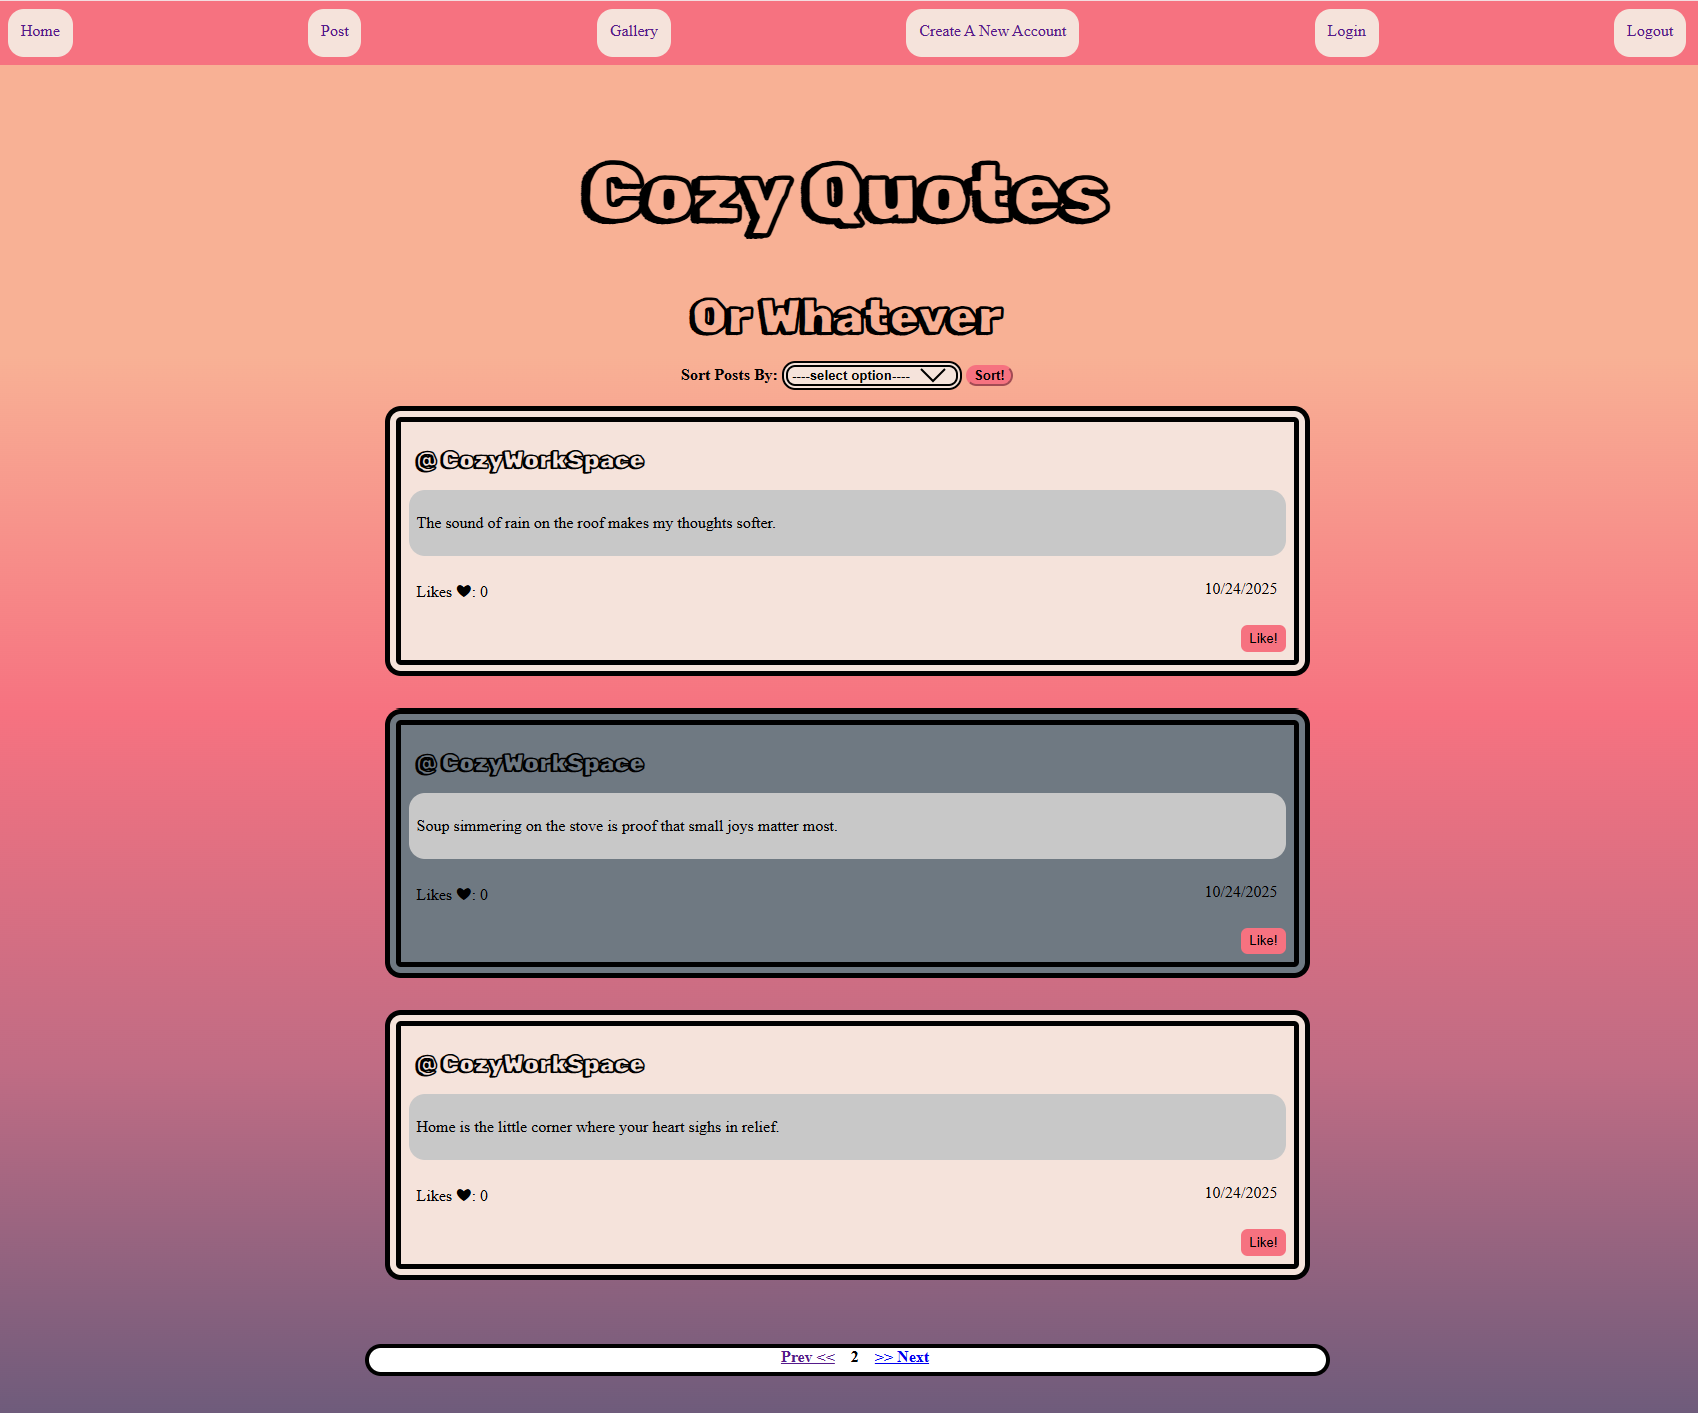 Home Post Gallery Create A New Account Login Logout
Cozy Quotes
Or Whatever
Sort Posts By: ----select option---- Sort!
@CozyWorkSpace
The sound of rain on the roof makes my thoughts softer.
Likes ♥: 0 10/24/2025
Like!
@CozyWorkSpace
Soup simmering on the stove is proof that small joys matter most.
Likes ♥: 0 10/24/2025
Like!
@CozyWorkSpace
Home is the little corner where your heart sighs in relief.
Likes ♥: 0 10/24/2025
Like!
Prev << 2 >> Next